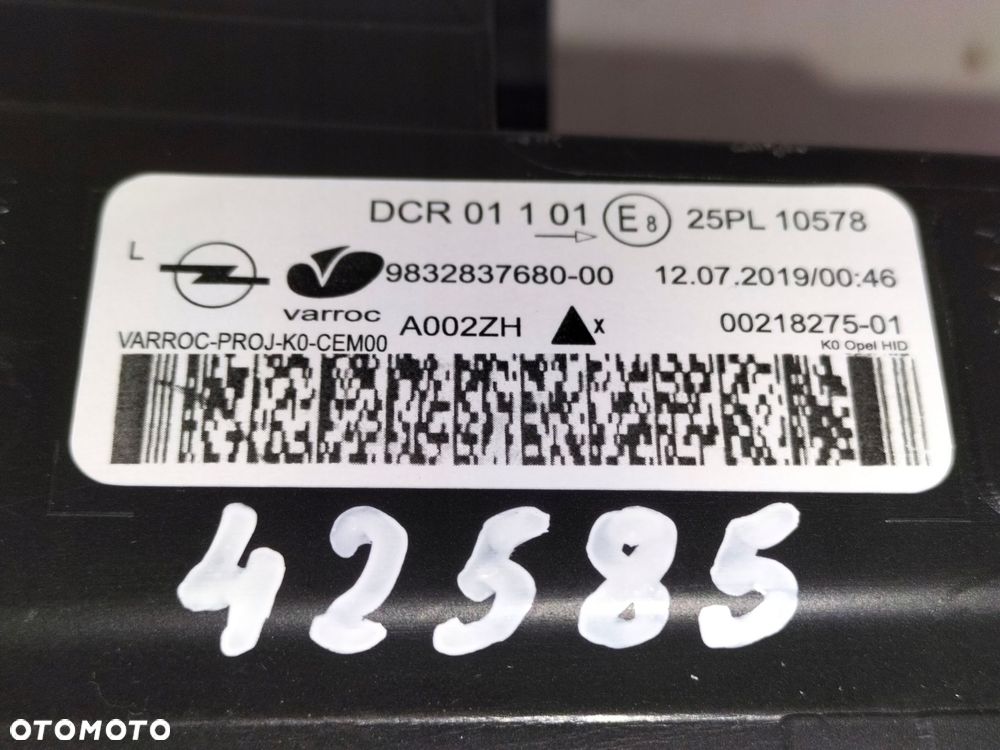 DCR 01 1 01 E8 25PL 10578
L
9832837680-00 12.07.2019/00:46
varroc
A002ZH X 00218275-01
VARROC-PROJ-K0-CEM00 K0 Opel HID
42585
OTOMOTO